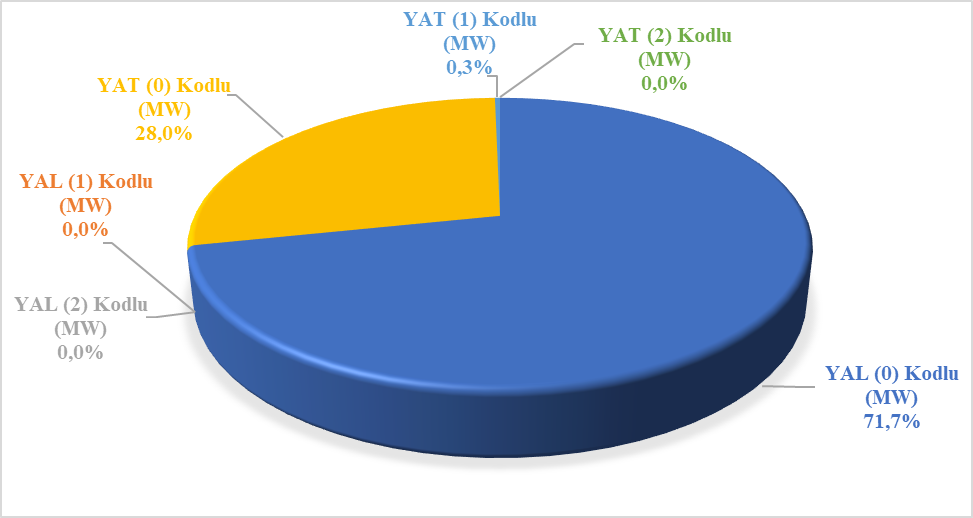 YAT (1) Kodlu
(MW)
0,3%
YAT (2) Kodlu
(MW)
0,0%
YAT (0) Kodlu
(MW)
28,0%
YAL (1) Kodlu
(MW)
0,0%
YAL (2) Kodlu
(MW)
0,0%
YAL (0) Kodlu
(MW)
71,7%